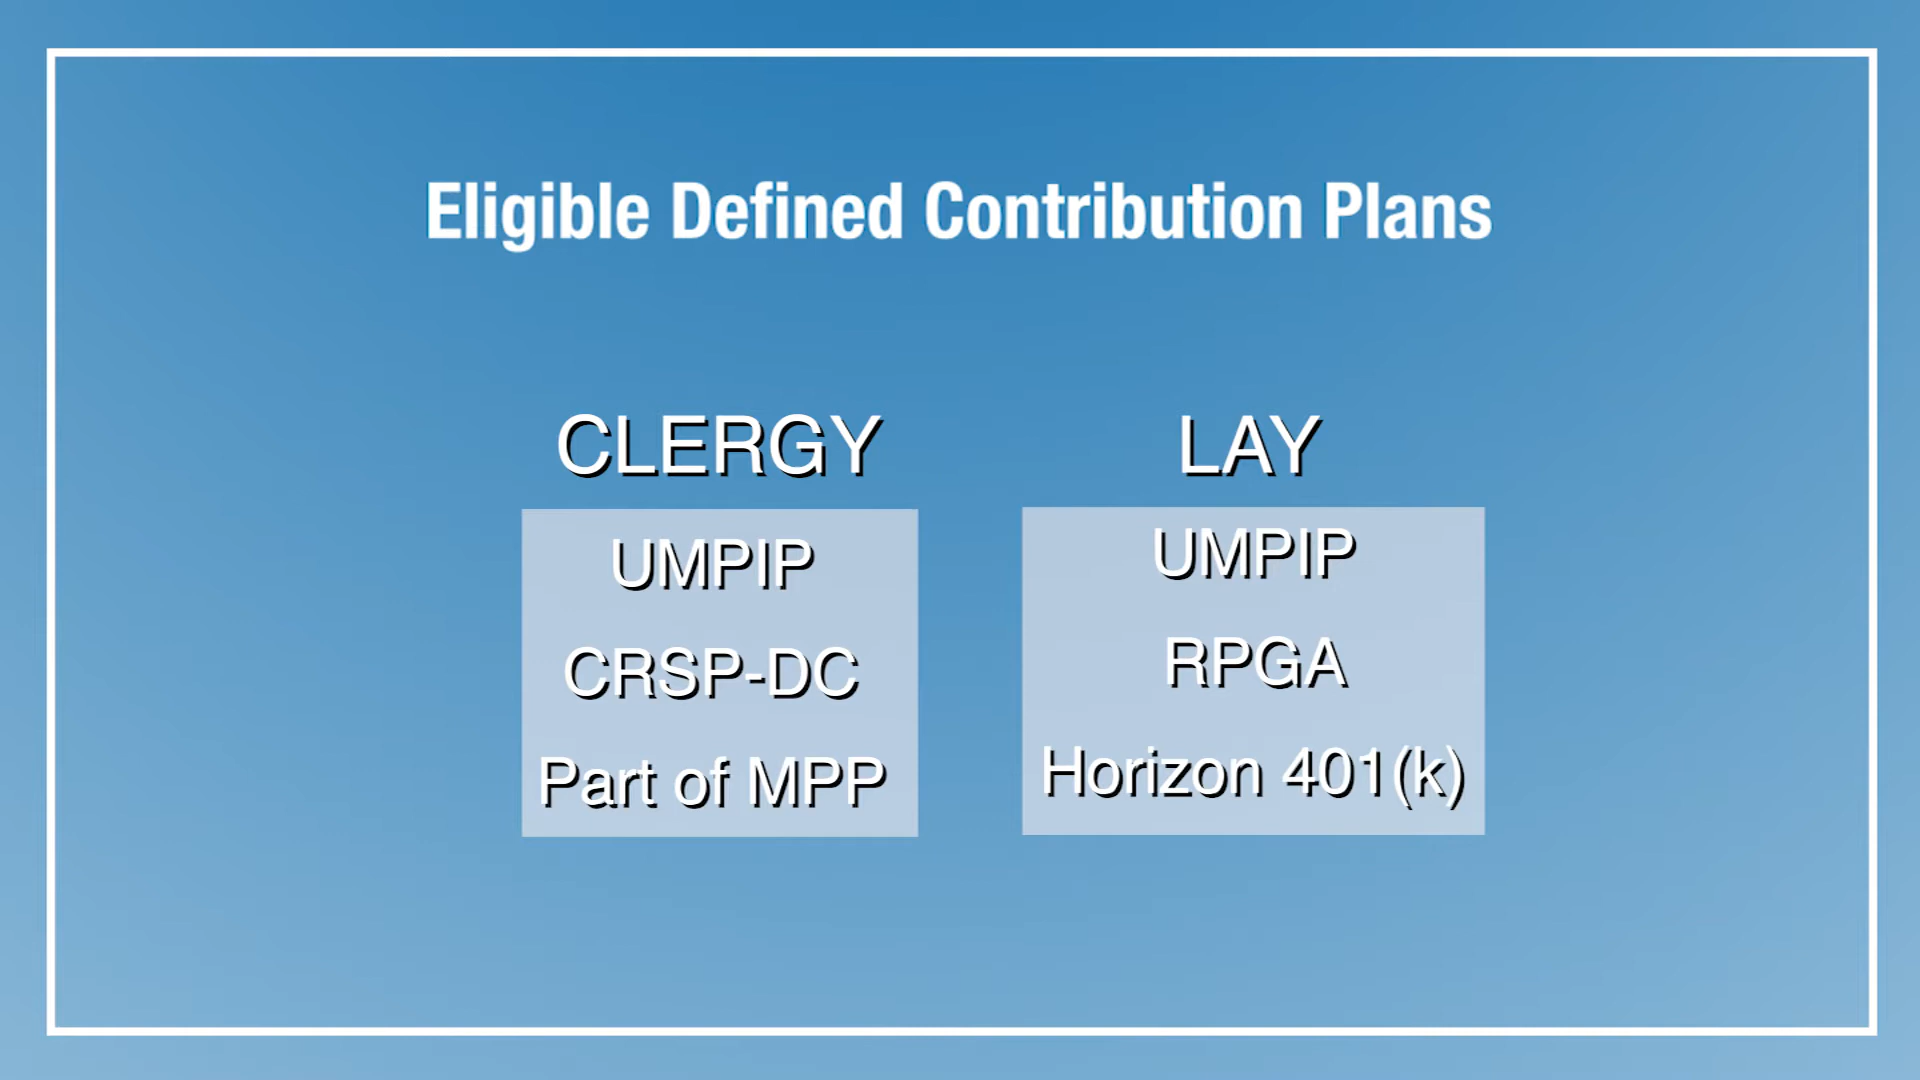 Eligible Defined Contribution Plans
CLERGY
UMPIP
CRSP-DC
Part of MPP
LAY
UMPIP
RPGA
Horizon 401(k)